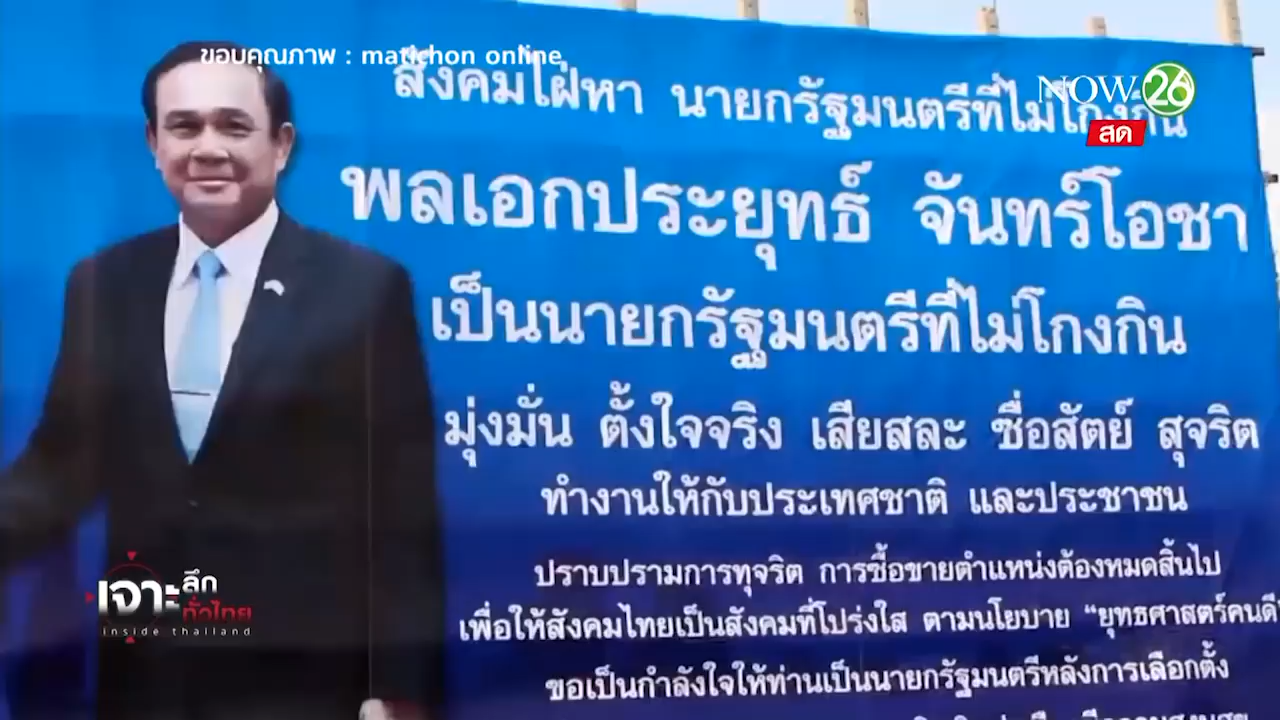 ขอบคุณภาพ : matichon online
สังคมใฝ่หา นายกรัฐมนตรีที่ไม่โกงกิน
NOW 26
สด
พลเอกประยุทธ์ จันทร์โอชา
เป็นนายกรัฐมนตรีที่ไม่โกงกิน
มุ่งมั่น ตั้งใจจริง เสียสละ ซื่อสัตย์ สุจริต
ทำงานให้กับประเทศชาติ และประชาชน
ปราบปรามการทุจริต การซื้อขายตำแหน่งต้องหมดสิ้นไป
เพื่อให้สังคมไทยเป็นสังคมที่โปร่งใส ตามนโยบาย “ยุทธศาสตร์คนดี
ขอเป็นกำลังใจให้ท่านเป็นนายกรัฐมนตรีหลังการเลือกตั้ง
เจาะลึกทั่วไทย
inside thailand